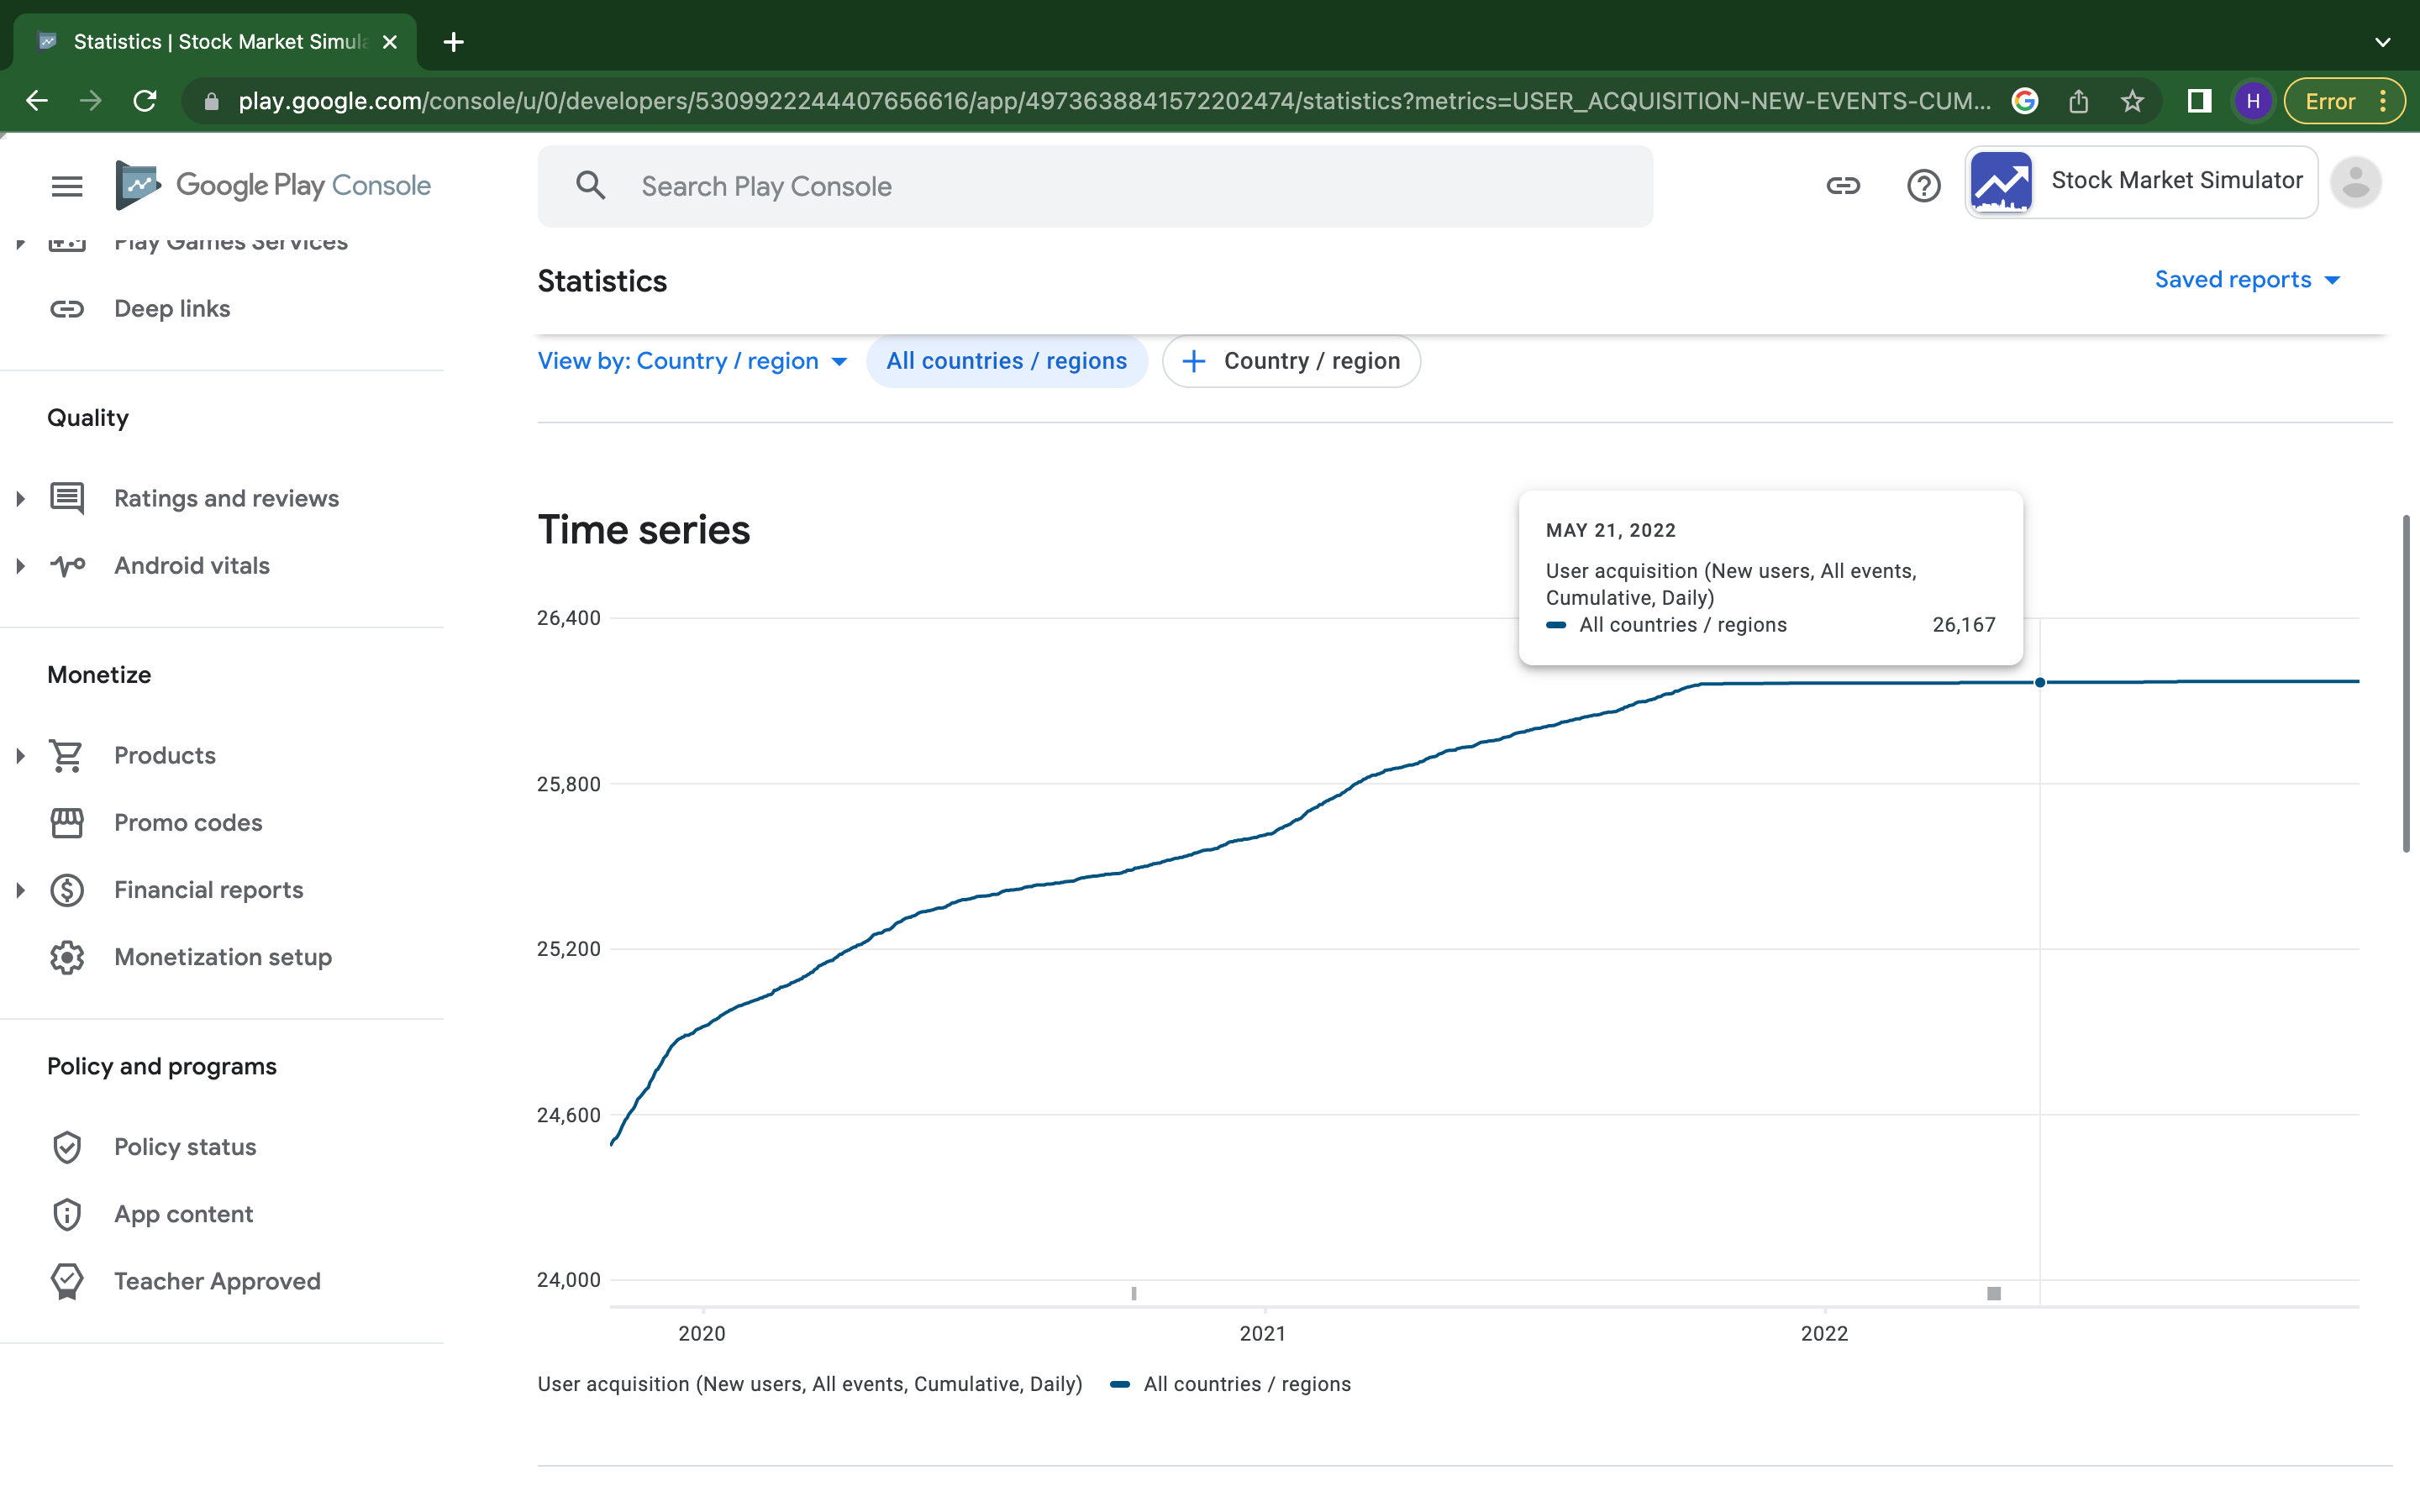 Statistics | Stock Market Simula
play.google.com/console/u/0/developers/5309922244407656616/app/4973638841572202474/statistics?metrics=USER_ACQUISITION-NEW-EVENTS-CUM...
H
Error
Google Play Console
Search Play Console
Stock Market Simulator
Play Games Services
Deep links
Quality
Ratings and reviews
Android vitals
Monetize
Products
Promo codes
Financial reports
Monetization setup
Policy and programs
Policy status
App content
Teacher Approved
Statistics
Saved reports
View by: Country / region
All countries / regions
Country / region
Time series
MAY 21, 2022
User acquisition (New users, All events,
Cumulative, Daily)
All countries / regions 26,167
26,400
25,800
25,200
24,600
24,000
2020 2021 2022
User acquisition (New users, All events, Cumulative, Daily) All countries / regions